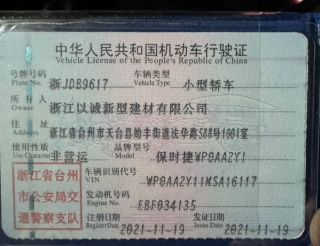 中华人民共和国机动车行驶证
Vehicle License of the People's Republic of China
号牌号码 Plate No. 浙JDB9617 车辆类型 Vehicle Type 小型轿车
所有人 Owner 浙江以诚新型建材有限公司
住址 Address 浙江省台州市天台县始丰街道法华路588号1001室
使用性质 Use Character 非营运 品牌型号 Model 保时捷WP0AA2Y1
浙江省台州市公安局交通警察支队
车辆识别代号 VIN WP0AA2Y11MSA16117
发动机号码 Engine No. EBF034135
注册日期 Register Date 2021-11-19 发证日期 Issue Date 2021-11-19